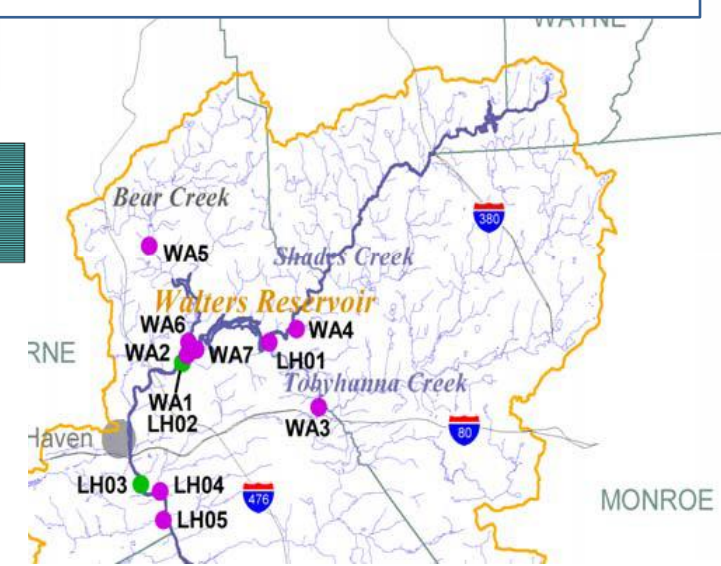 WAYNE
Bear Creek
380
WA5
Shades Creek
Walters Reservoir
WA6
WA4
WA2
WA7
LH01
RNE
Tobyhanna Creek
WA1
LH02
WA3
Haven
80
LH03
LH04
476
MONROE
LH05